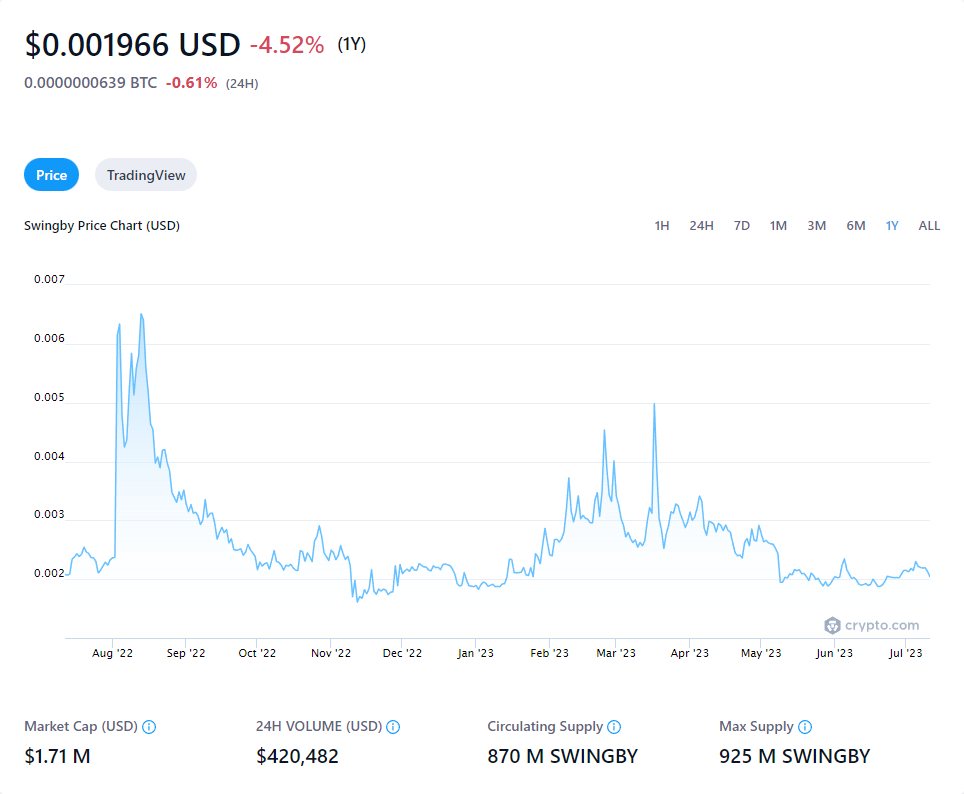 $0.001966 USD -4.52% (1Y)
0.0000000639 BTC -0.61% (24H)
Price TradingView
Swingby Price Chart (USD) 1H 24H 7D 1M 3M 6M 1Y ALL
0.007
0.006
0.005
0.004
0.003
0.002
crypto.com
Aug '22 Sep '22 Oct '22 Nov '22 Dec '22 Jan '23 Feb '23 Mar '23 Apr '23 May '23 Jun '23 Jul '23
Market Cap (USD) 24H VOLUME (USD) Circulating Supply Max Supply
$1.71 M $420,482 870 M SWINGBY 925 M SWINGBY